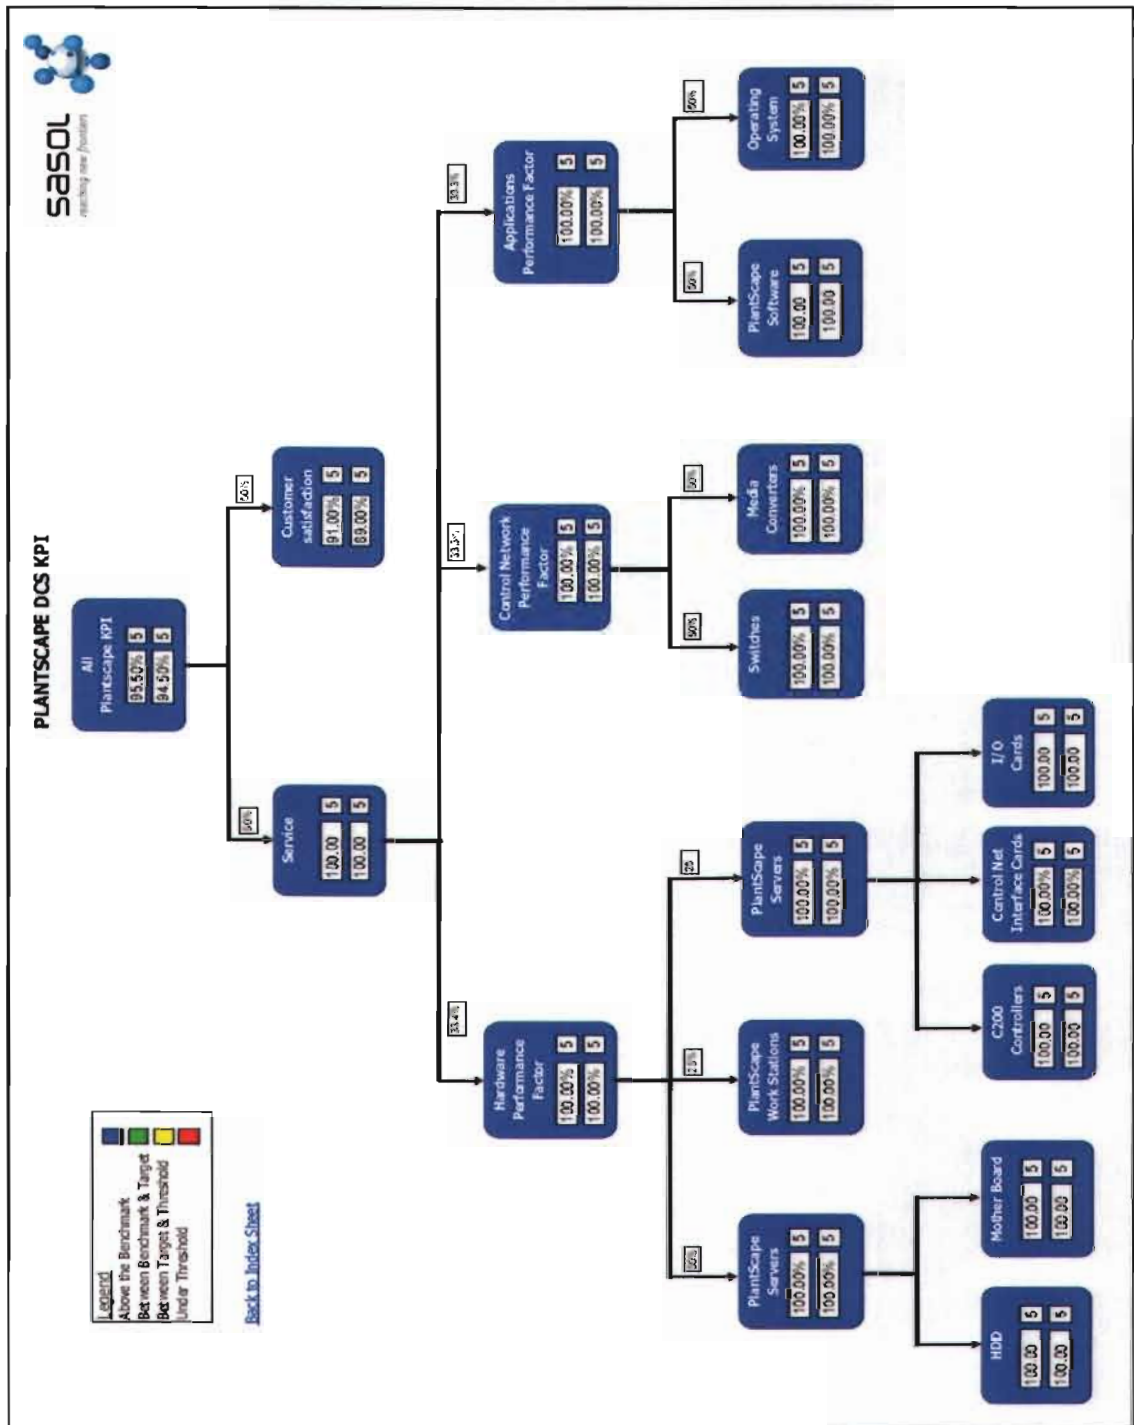 PLANTSCAPE DCS KPI
sasol
reaching new frontiers
Legend
Above the Benchmark
Between Benchmark & Target
Between Target & Threshold
Under Threshold
Back to Index Sheet
All
Plantscape KPI
95.50% 5
94.50% 5
50%
50%
Service
100.00 5
100.00 5
Customer
satisfaction
91.00% 5
89.00% 5
33.4%
33.3%
33.3%
Hardware
Performance
Factor
100.00% 5
100.00% 5
Control Network
Performance
Factor
100.00% 5
100.00% 5
Applications
Performance Factor
100.00% 5
100.00% 5
50%
25%
25
50%
50%
50%
50%
PlantScape
Servers
100.00% 5
100.00% 5
PlantScape
Work Stations
100.00% 5
100.00% 5
PlantScape
Servers
100.00% 5
100.00% 5
Switches
100.00% 5
100.00% 5
Media
Converters
100.00% 5
100.00% 5
PlantScape
Software
100.00 5
100.00 5
Operating
System
100.00% 5
100.00% 5
HDD
100.00 5
100.00 5
Mother Board
100.00 5
100.00 5
C200
Controllers
100.00 5
100.00 5
Control Net
Interface Cards
100.00% 5
100.00% 5
I/O
Cards
100.00 5
100.00 5